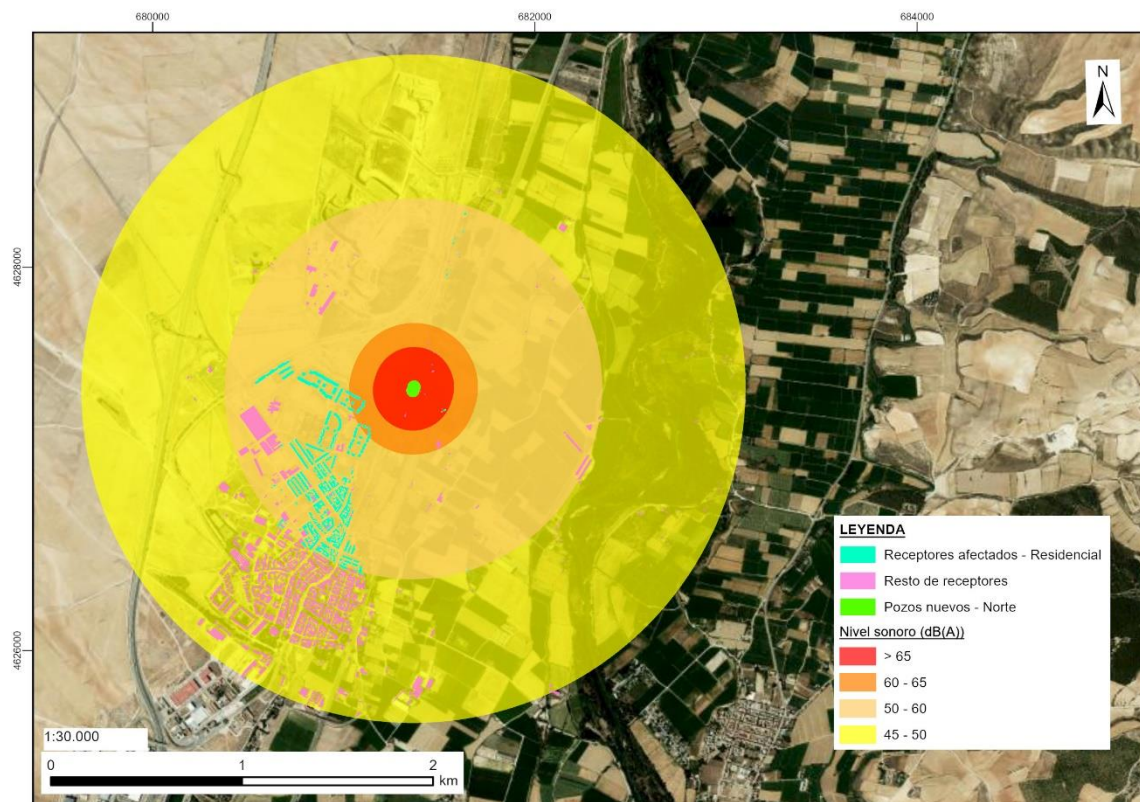 680000
682000
684000
N
4628000
4626000
LEYENDA
Receptores afectados - Residencial
Resto de receptores
Pozos nuevos - Norte
Nivel sonoro (dB(A))
> 65
60 - 65
50 - 60
45 - 50
1:30.000
0 1 2
km